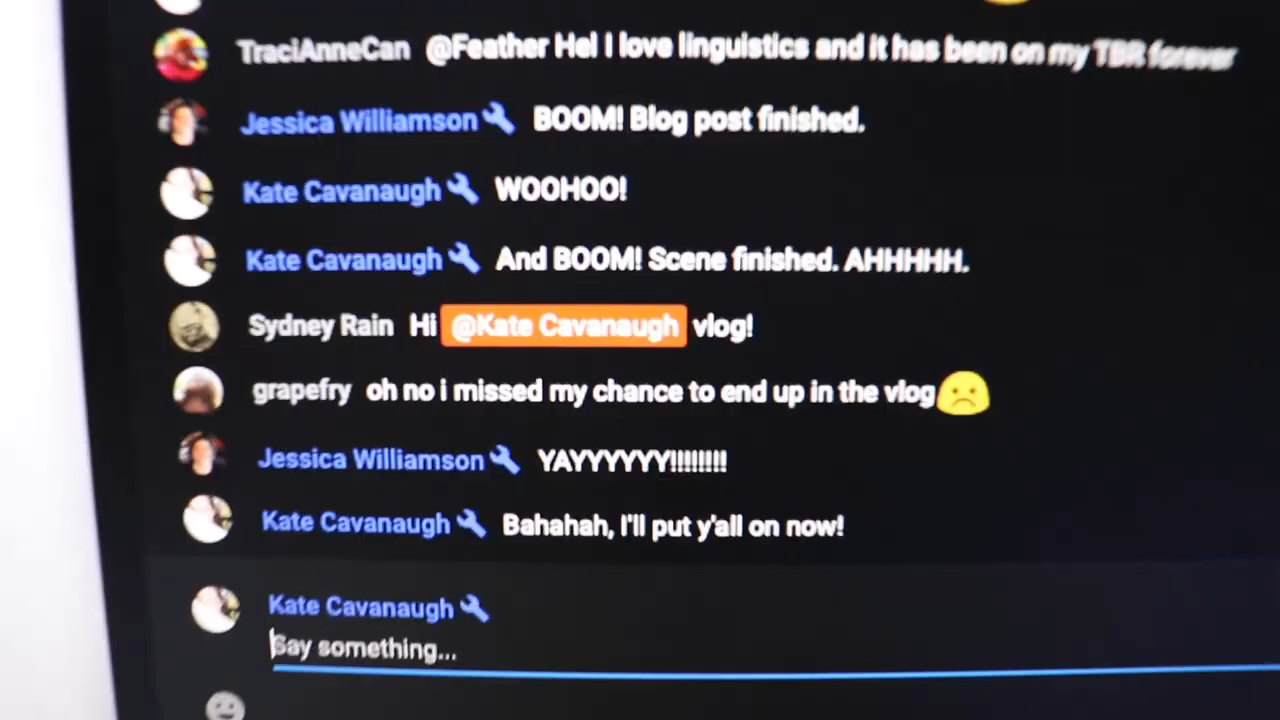 TraciAnneCan @Feather Hel I love linguistics and it has been on my TBR forever
Jessica Williamson BOOM! Blog post finished.
Kate Cavanaugh WOOHOO!
Kate Cavanaugh And BOOM! Scene finished. AHHHHH.
Sydney Rain Hi @Kate Cavanaugh vlog!
grapefry oh no i missed my chance to end up in the vlog
Jessica Williamson YAYYYYYY!!!!!!!!
Kate Cavanaugh Bahahah, I'll put y'all on now!
Kate Cavanaugh
Say something...